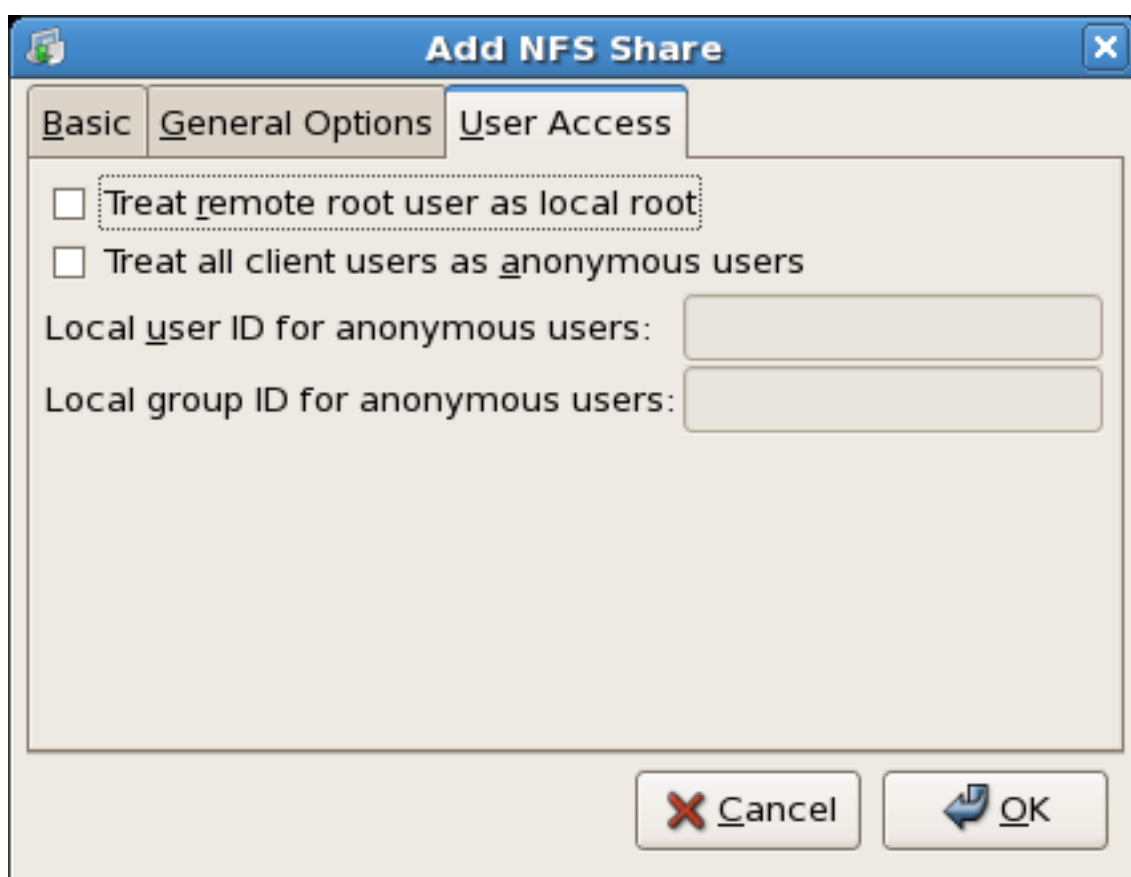 Add NFS Share
Basic General Options User Access
Treat remote root user as local root
Treat all client users as anonymous users
Local user ID for anonymous users:
Local group ID for anonymous users:
Cancel OK